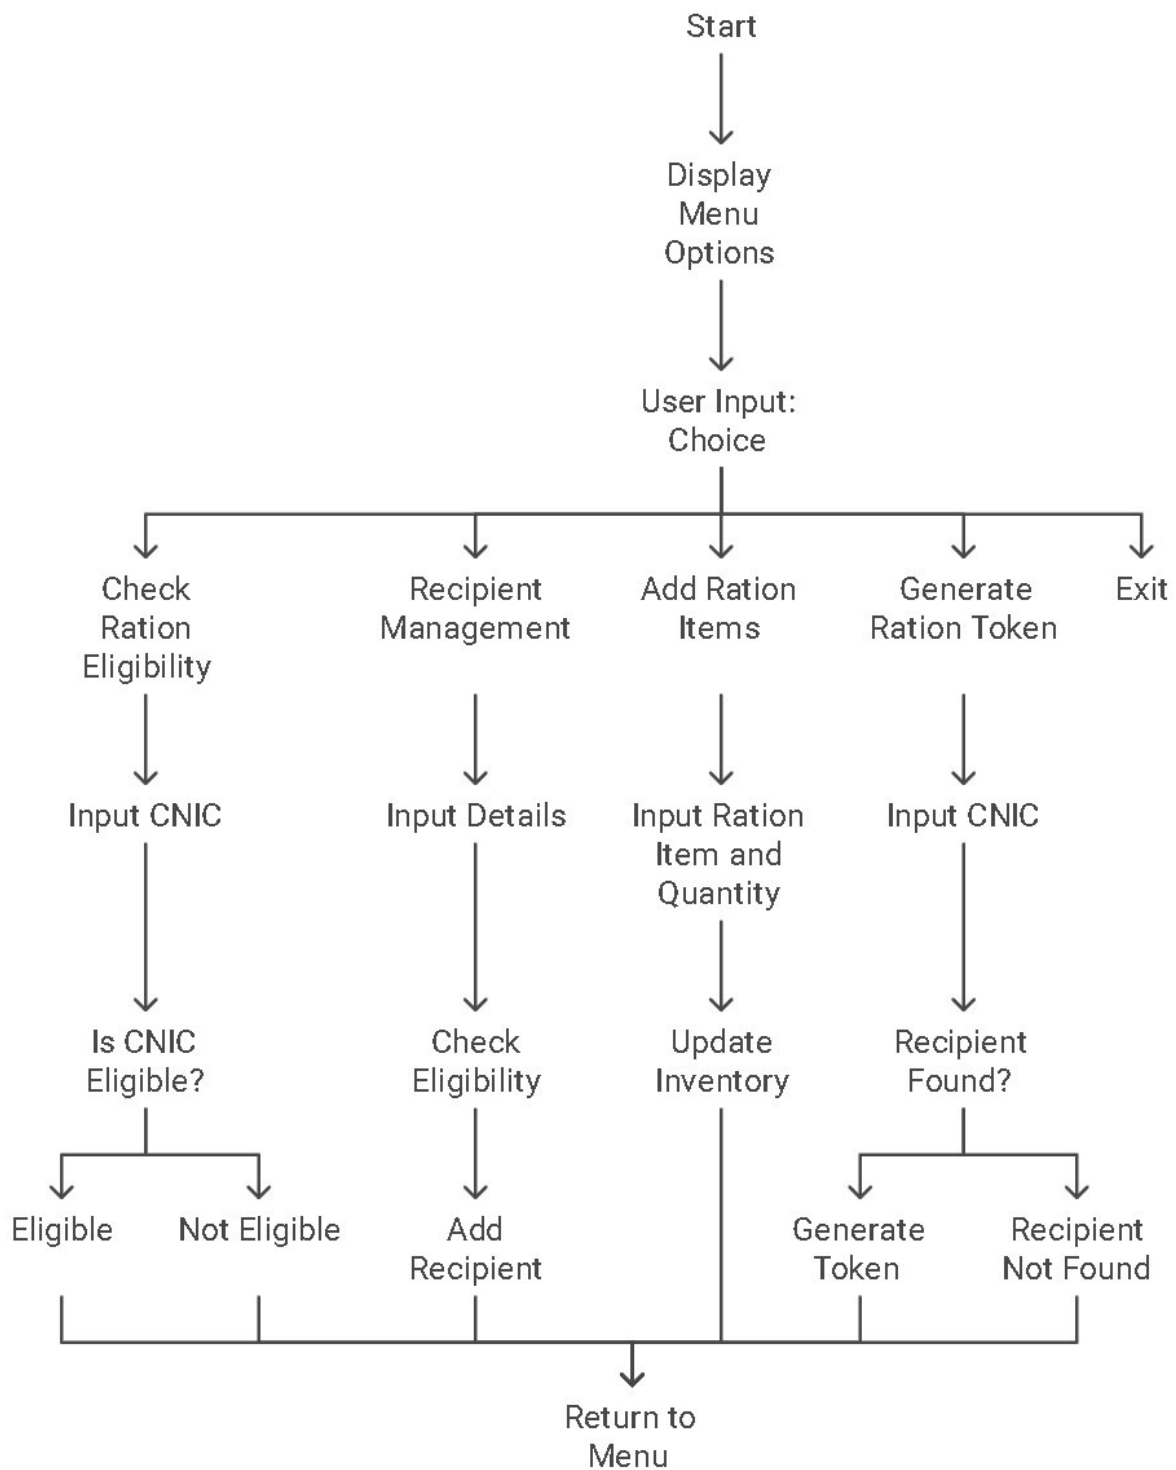 Start
Display
Menu
Options
User Input:
Choice
Check
Ration
Eligibility
Recipient
Management
Add Ration
Items
Generate
Ration Token
Exit
Input CNIC
Input Details
Input Ration
Item and
Quantity
Input CNIC
Is CNIC
Eligible?
Check
Eligibility
Update
Inventory
Recipient
Found?
Eligible
Not Eligible
Add
Recipient
Generate
Token
Recipient
Not Found
Return to
Menu